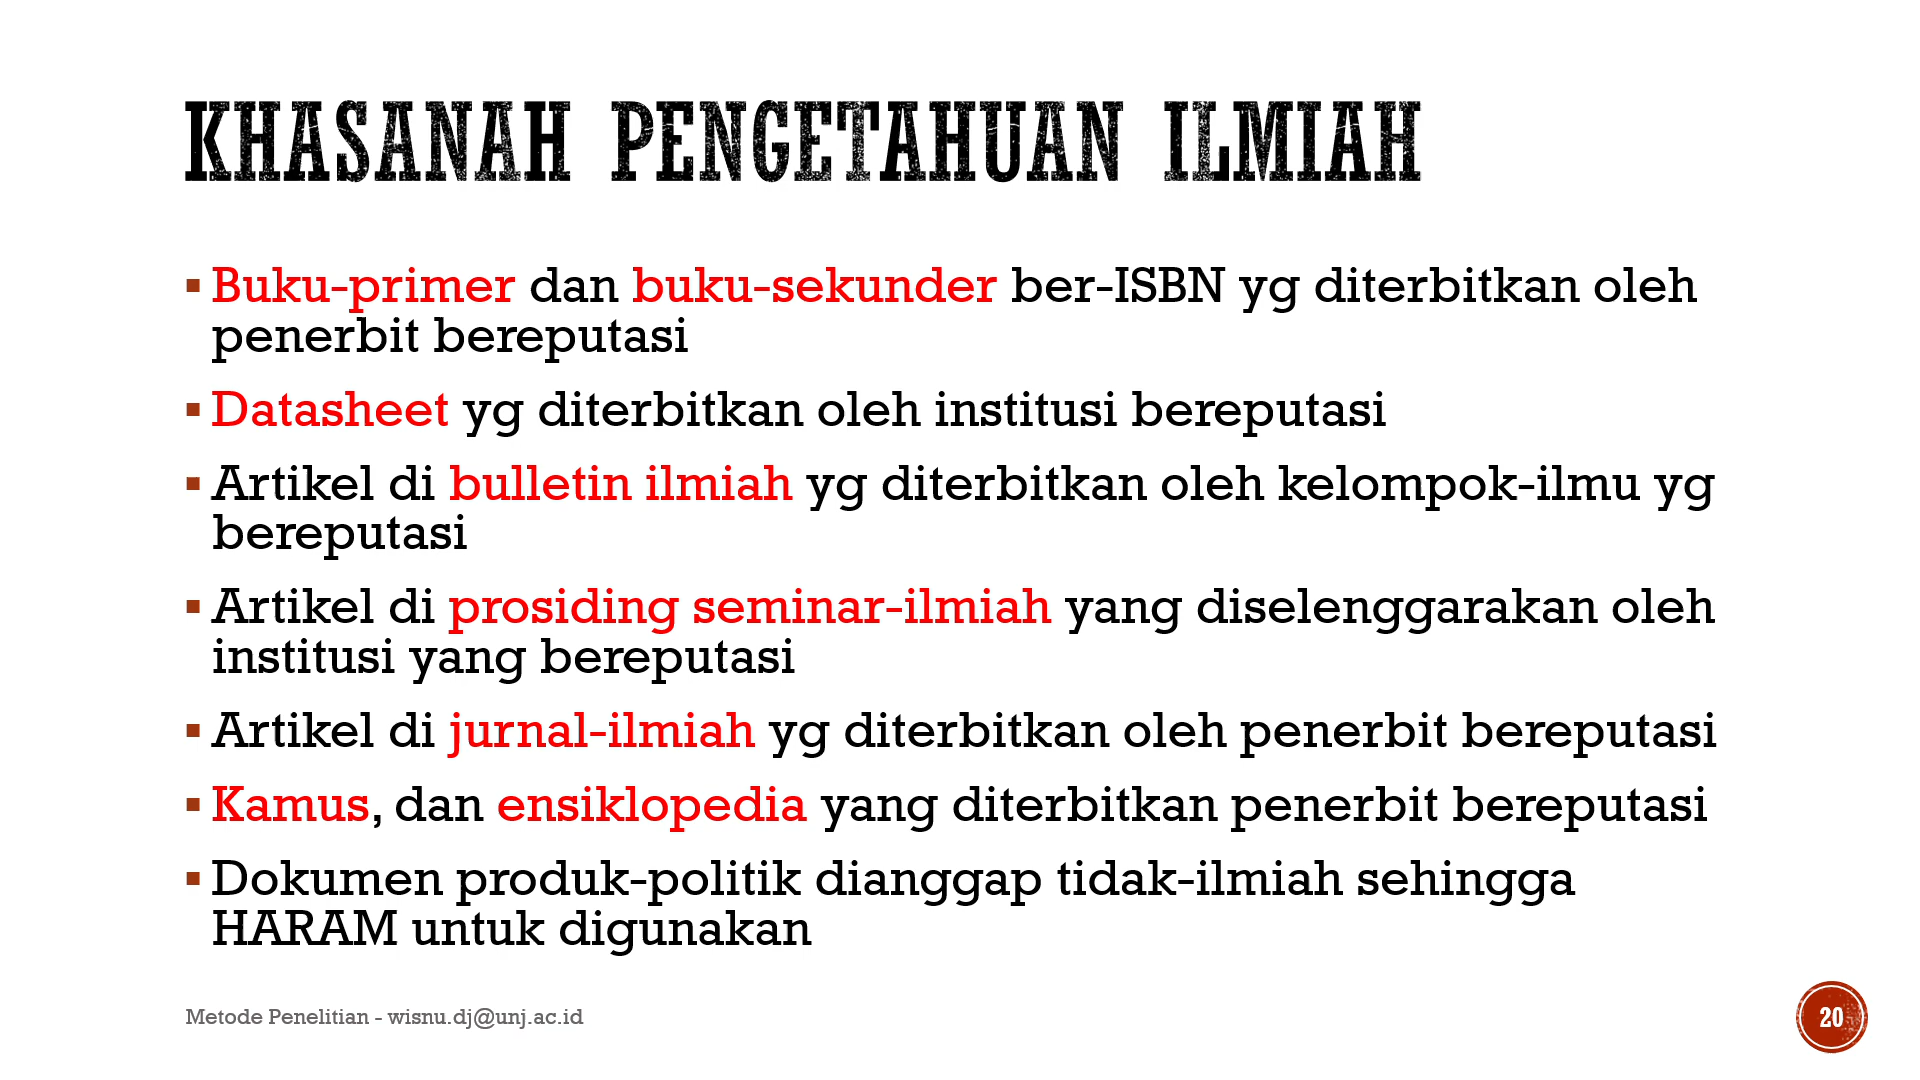 KHASANAH PENGETAHUAN ILMIAH
▪ Buku-primer dan buku-sekunder ber-ISBN yg diterbitkan oleh
penerbit bereputasi
▪ Datasheet yg diterbitkan oleh institusi bereputasi
▪ Artikel di bulletin ilmiah yg diterbitkan oleh kelompok-ilmu yg
bereputasi
▪ Artikel di prosiding seminar-ilmiah yang diselenggarakan oleh
institusi yang bereputasi
▪ Artikel di jurnal-ilmiah yg diterbitkan oleh penerbit bereputasi
▪ Kamus, dan ensiklopedia yang diterbitkan penerbit bereputasi
▪ Dokumen produk-politik dianggap tidak-ilmiah sehingga
HARAM untuk digunakan
Metode Penelitian - wisnu.dj@unj.ac.id
20